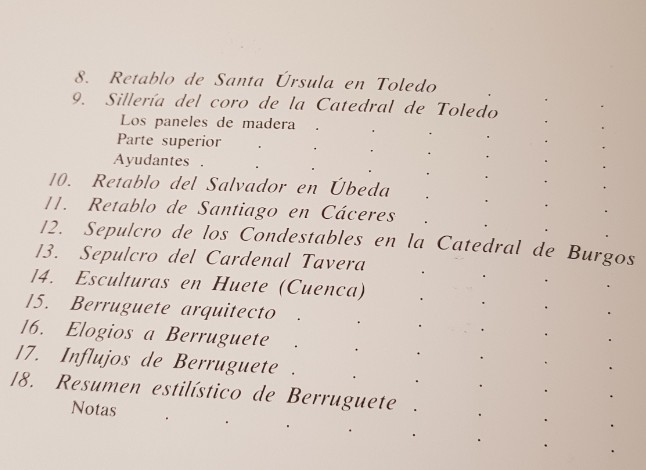 8. Retablo de Santa Úrsula en Toledo . . .
9. Sillería del coro de la Catedral de Toledo . .
Los paneles de madera . . . . . .
Parte superior . . . . . . .
Ayudantes . . . . . . . .
10. Retablo del Salvador en Úbeda . . . .
11. Retablo de Santiago en Cáceres . . . .
12. Sepulcro de los Condestables en la Catedral de Burgos
13. Sepulcro del Cardenal Tavera . . . .
14. Esculturas en Huete (Cuenca) . . . .
15. Berruguete arquitecto . . . . . .
16. Elogios a Berruguete . . . . . .
17. Influjos de Berruguete . . . . . .
18. Resumen estilístico de Berruguete . . . .
Notas . . . . . . . .